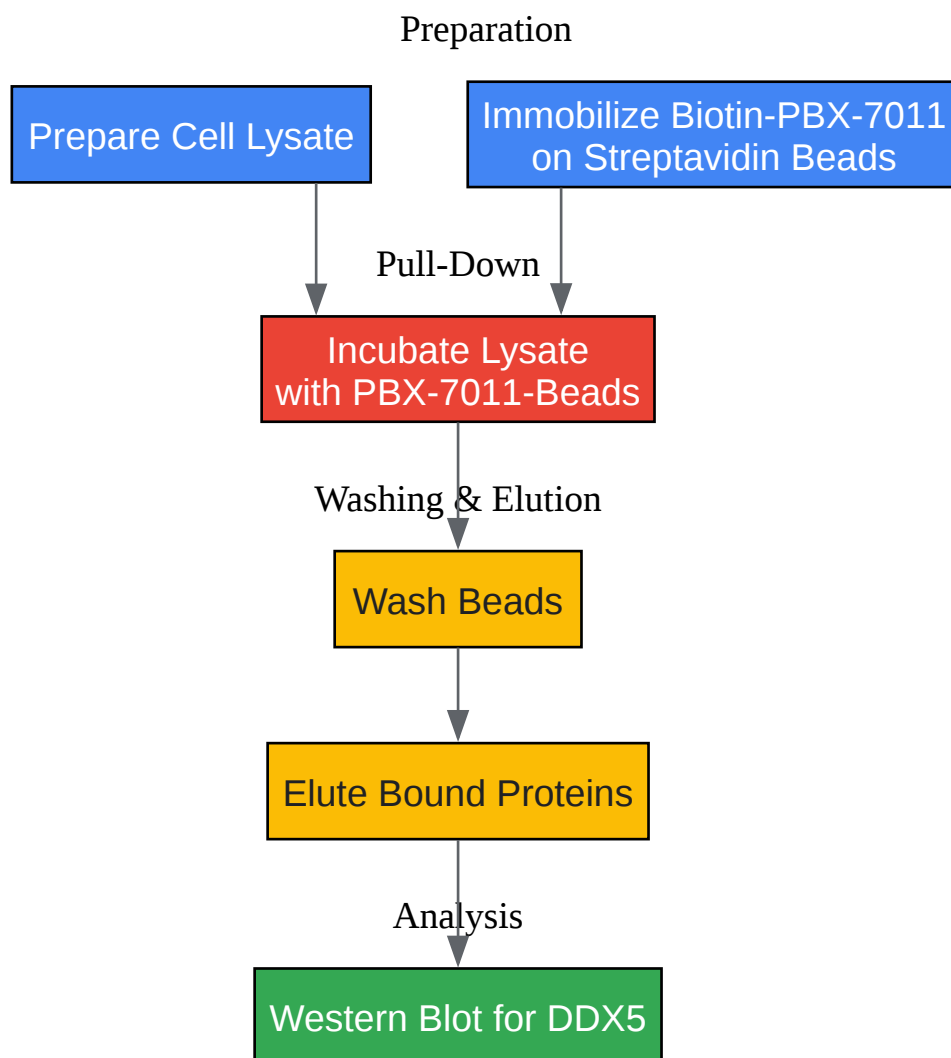 Preparation
Prepare Cell Lysate
Immobilize Biotin-PBX-7011
on Streptavidin Beads
Pull-Down
Incubate Lysate
with PBX-7011-Beads
Washing & Elution
Wash Beads
Elute Bound Proteins
Analysis
Western Blot for DDX5